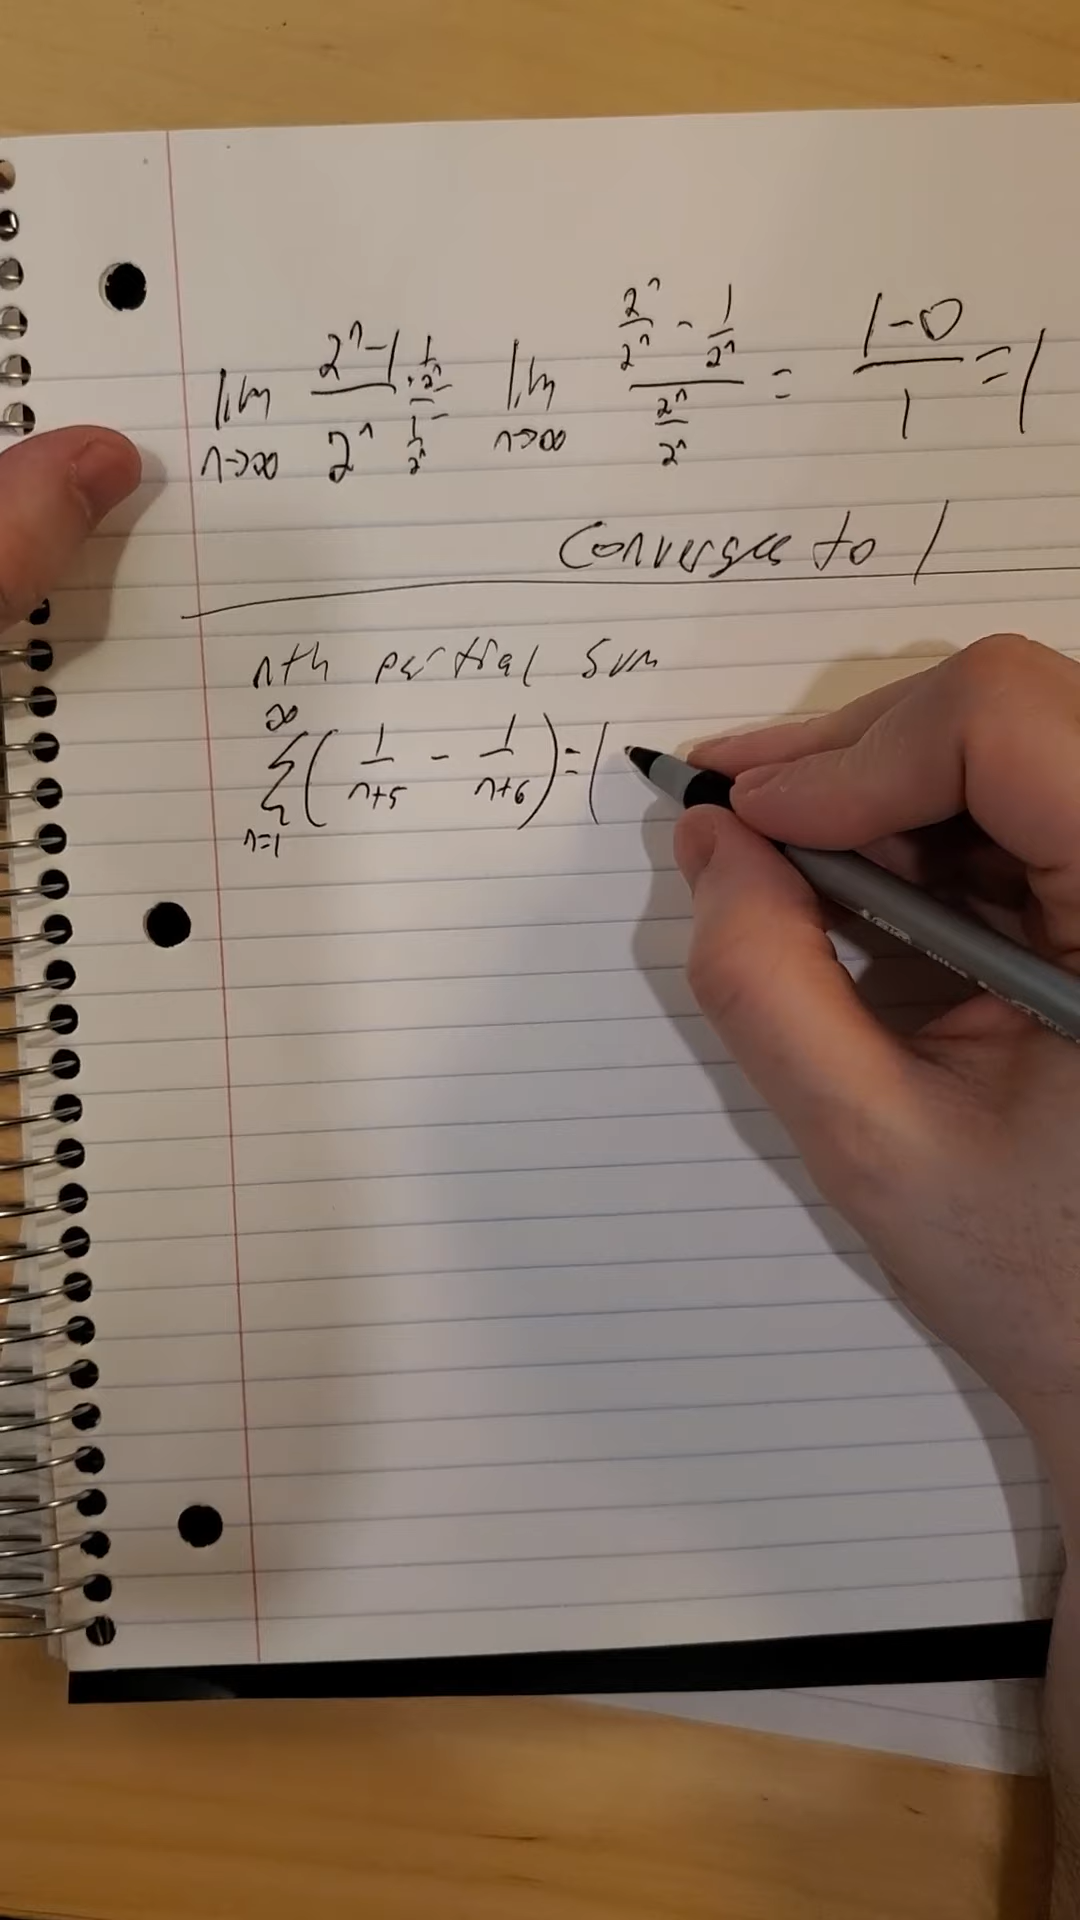 lim n→∞ (2^n - 1)/(2^n) · (1/2^n)/(1/2^n) = lim n→∞ (2^n/2^n - 1/2^n)/(2^n/2^n) = (1-0)/1 = 1
Converges to 1
nth partial sum
∞ Σ n=1 (1/(n+5) - 1/(n+6)) = (